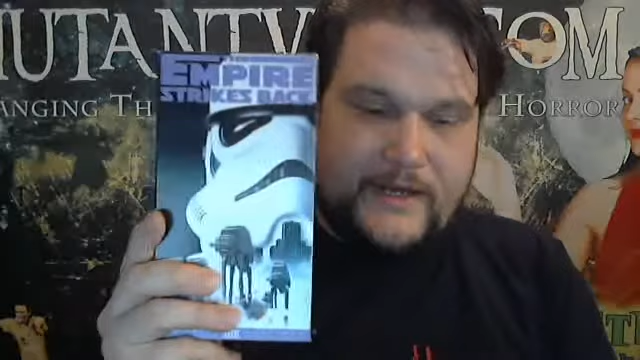 MUTANTV
.COM
ANGING TH
HORROR
EMPIRE
STRIKES BACK